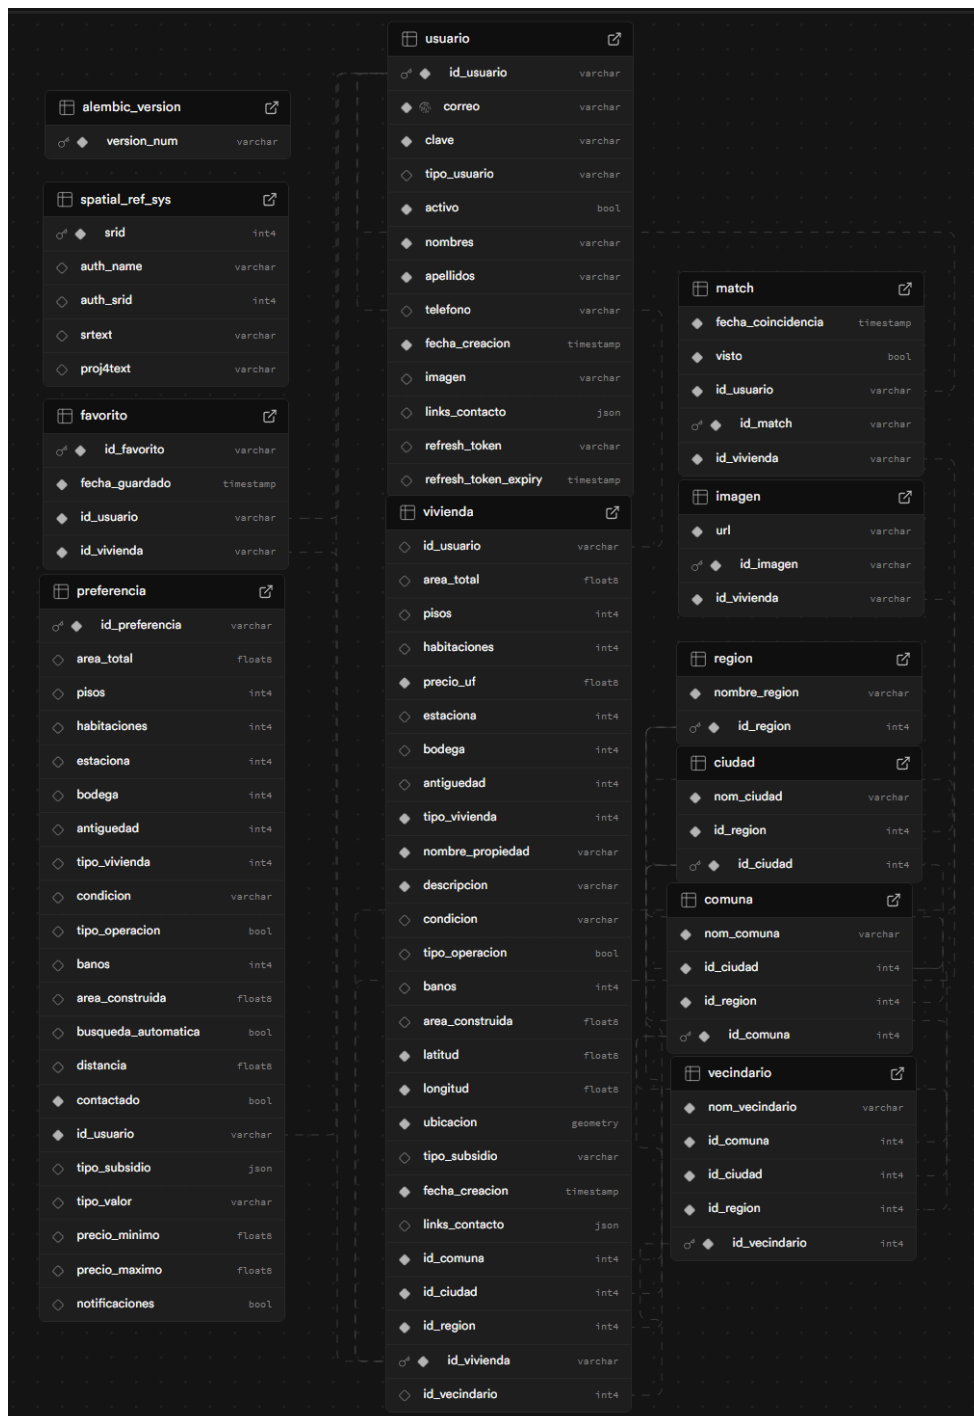 alembic_version
version_num varchar
spatial_ref_sys
srid int4
auth_name varchar
auth_srid int4
srtext varchar
proj4text varchar
favorito
id_favorito varchar
fecha_guardado timestamp
id_usuario varchar
id_vivienda varchar
preferencia
id_preferencia varchar
area_total float8
pisos int4
habitaciones int4
estaciona int4
bodega int4
antiguedad int4
tipo_vivienda int4
condicion varchar
tipo_operacion bool
banos int4
area_construida float8
busqueda_automatica bool
distancia float8
contactado bool
id_usuario varchar
tipo_subsidio json
tipo_valor varchar
precio_minimo float8
precio_maximo float8
notificaciones bool
usuario
id_usuario varchar
correo varchar
clave varchar
tipo_usuario varchar
activo bool
nombres varchar
apellidos varchar
telefono varchar
fecha_creacion timestamp
imagen varchar
links_contacto json
refresh_token varchar
refresh_token_expiry timestamp
vivienda
id_usuario varchar
area_total float8
pisos int4
habitaciones int4
precio_uf float8
estaciona int4
bodega int4
antiguedad int4
tipo_vivienda int4
nombre_propiedad varchar
descripcion varchar
condicion varchar
tipo_operacion bool
banos int4
area_construida float8
latitud float8
longitud float8
ubicacion geometry
tipo_subsidio varchar
fecha_creacion timestamp
links_contacto json
id_comuna int4
id_ciudad int4
id_region int4
id_vivienda varchar
id_vecindario int4
match
fecha_coincidencia timestamp
visto bool
id_usuario varchar
id_match varchar
id_vivienda varchar
imagen
url varchar
id_imagen varchar
id_vivienda varchar
region
nombre_region varchar
id_region int4
ciudad
nom_ciudad varchar
id_region int4
id_ciudad int4
comuna
nom_comuna varchar
id_ciudad int4
id_region int4
id_comuna int4
vecindario
nom_vecindario varchar
id_comuna int4
id_ciudad int4
id_region int4
id_vecindario int4